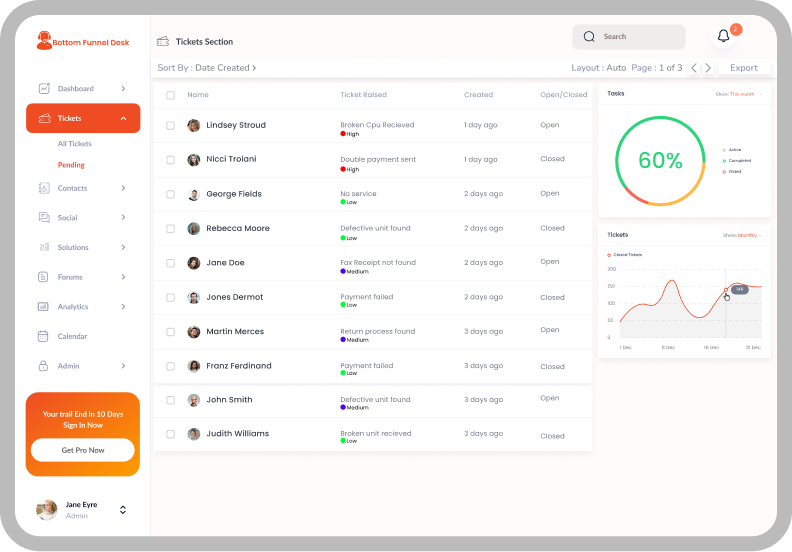 Bottom Funnel Desk
Dashboard
Tickets
All Tickets
Pending
Contacts
Social
Solutions
Forums
Analytics
Calendar
Admin
Your trail End in 10 Days
Sign In Now
Get Pro Now
Jane Eyre
Admin
Tickets Section
Search
2
Sort By : Date Created >
Layout : Auto Page : 1 of 3
Export
Name Ticket Raised Created Open/Closed
Lindsey Stroud Broken Cpu Recieved 1 day ago Open
High
Nicci Troiani Double payment sent 1 day ago Closed
High
George Fields No service 2 days ago Open
Low
Rebecca Moore Defective unit found 2 days ago Closed
Low
Jane Doe Fax Receipt not found 2 days ago Open
Medium
Jones Dermot Payment failed 2 days ago Closed
Low
Martin Merces Return process found 3 days ago Open
Medium
Franz Ferdinand Payment failed 3 days ago Closed
Low
John Smith Defective unit found 3 days ago Open
Medium
Judith Williams Broken unit recieved 3 days ago Closed
Low
Tasks Show: This month
60%
Active
Completed
Tickets Show: Monthly
Closed Tickets
200
150
100
50
0
145
1 Dec 8 Dec 16 Dec 31 Dec